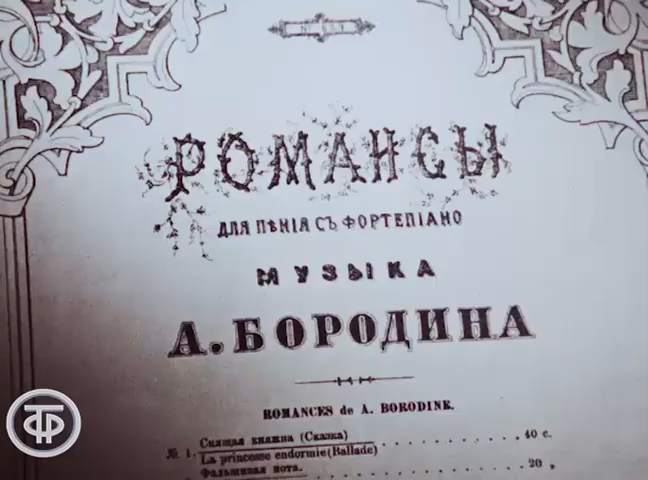 РОМАНСЫ
ДЛЯ ПѢНІЯ СЪ ФОРТЕПІАНО
МУЗЫКА
А. БОРОДИНА
ROMANCES de A. BORODINE.
№ 1. Спящая княжна (Сказка) . . . . . . . . . . 40 с.
La princesse endormie (Ballade)
Фальшивая нота. . . . . . . . . . . . 20 „